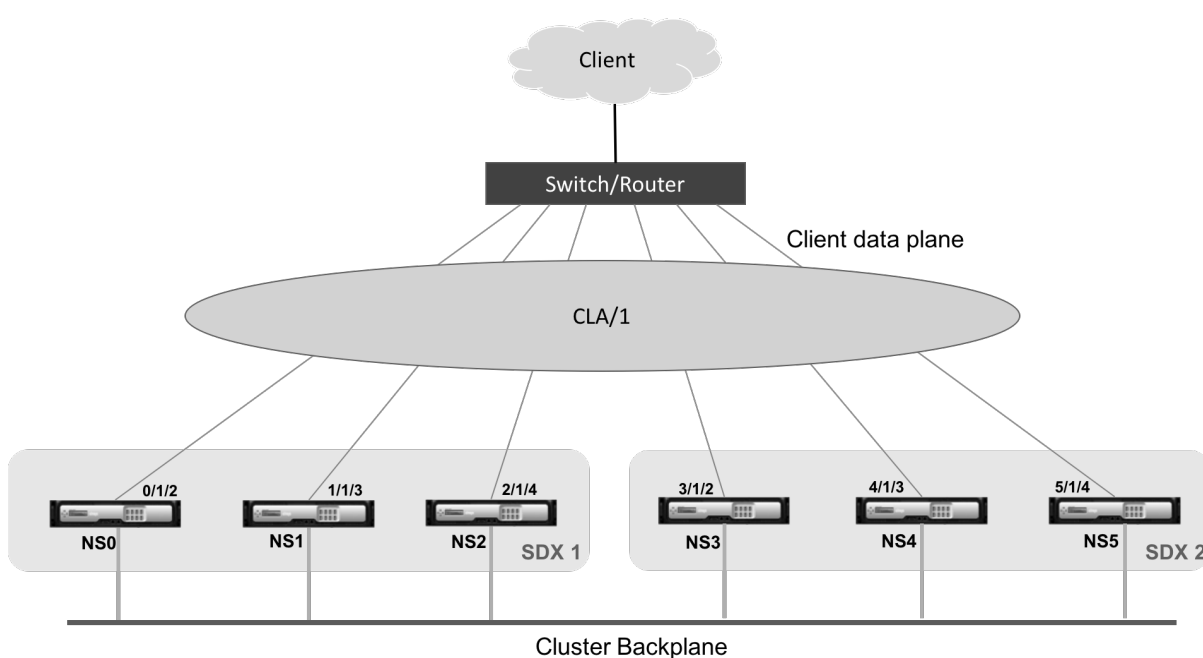 Client
Switch/Router
Client data plane
CLA/1
0/1/2
1/1/3
2/1/4
3/1/2
4/1/3
5/1/4
NS0
NS1
NS2
SDX 1
NS3
NS4
NS5
SDX 2
Cluster Backplane